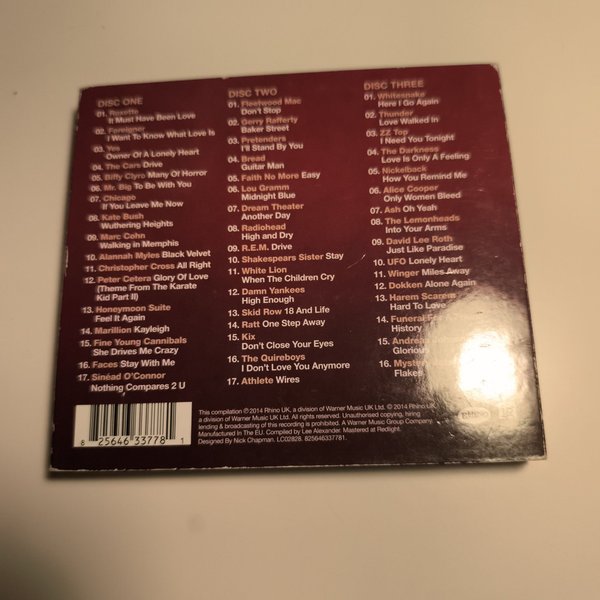 DISC ONE
01. Roxette
It Must Have Been Love
02. Foreigner
I Want To Know What Love Is
03. Yes
Owner Of A Lonely Heart
04. The Cars Drive
05. Biffy Clyro Many Of Horror
06. Mr. Big To Be With You
07. Chicago
If You Leave Me Now
08. Kate Bush
Wuthering Heights
09. Marc Cohn
Walking in Memphis
10. Alannah Myles Black Velvet
11. Christopher Cross All Right
12. Peter Cetera Glory Of Love
(Theme From The Karate
Kid Part II)
13. Honeymoon Suite
Feel It Again
14. Marillion Kayleigh
15. Fine Young Cannibals
She Drives Me Crazy
16. Faces Stay With Me
17. Sinéad O'Connor
Nothing Compares 2 U
DISC TWO
01. Fleetwood Mac
Don't Stop
02. Gerry Rafferty
Baker Street
03. Pretenders
I'll Stand By You
04. Bread
Guitar Man
05. Faith No More Easy
06. Lou Gramm
Midnight Blue
07. Dream Theater
Another Day
08. Radiohead
High and Dry
09. R.E.M. Drive
10. Shakespears Sister Stay
11. White Lion
When The Children Cry
12. Damn Yankees
High Enough
13. Skid Row 18 And Life
14. Ratt One Step Away
15. Kix
Don't Close Your Eyes
16. The Quireboys
I Don't Love You Anymore
17. Athlete Wires
DISC THREE
01. Whitesnake
Here I Go Again
02. Thunder
Love Walked In
03. ZZ Top
I Need You Tonight
04. The Darkness
Love Is Only A Feeling
05. Nickelback
How You Remind Me
06. Alice Cooper
Only Women Bleed
07. Ash Oh Yeah
08. The Lemonheads
Into Your Arms
09. David Lee Roth
Just Like Paradise
10. UFO Lonely Heart
11. Winger Miles Away
12. Dokken Alone Again
13. Harem Scarem
Hard To Love
14. Funeral For
History
15. Andreas
Glorious
16. Mystery
Flakes
8 25646 33778 1
This compilation ℗ 2014 Rhino UK, a division of Warner Music UK Ltd. © 2014 Rhino UK,
a division of Warner Music UK Ltd. All rights reserved. Unauthorised copying, hiring
lending & broadcasting of this recording is prohibited. A Warner Music Group Company.
Manufactured In The EU. Compiled by Lee Alexander. Mastered at Redlight.
Designed By Nick Chapman. LC02828. 825646337781.